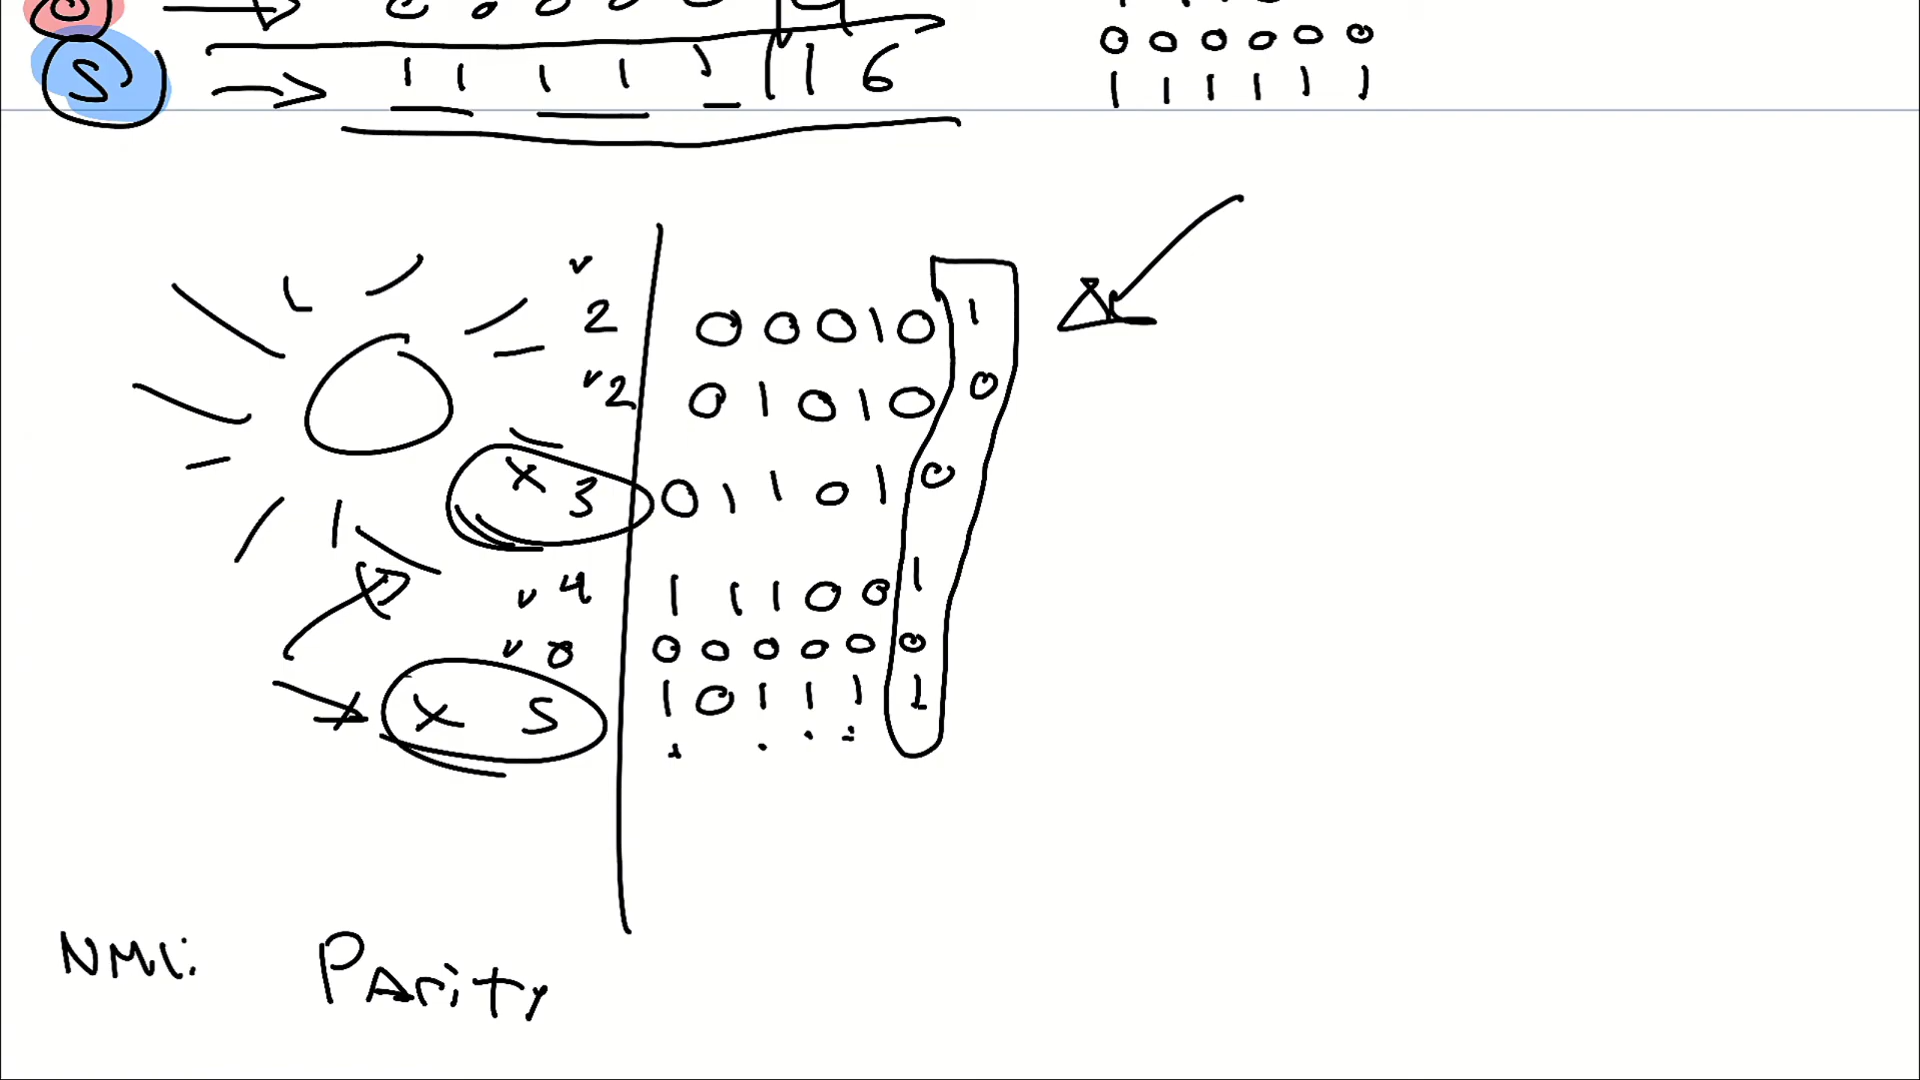 0 0 0 0 0 0
S 1 1 1 1 1 1 1 6 1 1 1 1 1 1
v
2 0 0 0 1 0 1
v 2 0 1 0 1 0 0
x 3 0 1 1 0 1 0
v 4 1 1 1 0 0 1
v 0 0 0 0 0 0 0
x 5 1 0 1 1 1 1
NMI: Parity